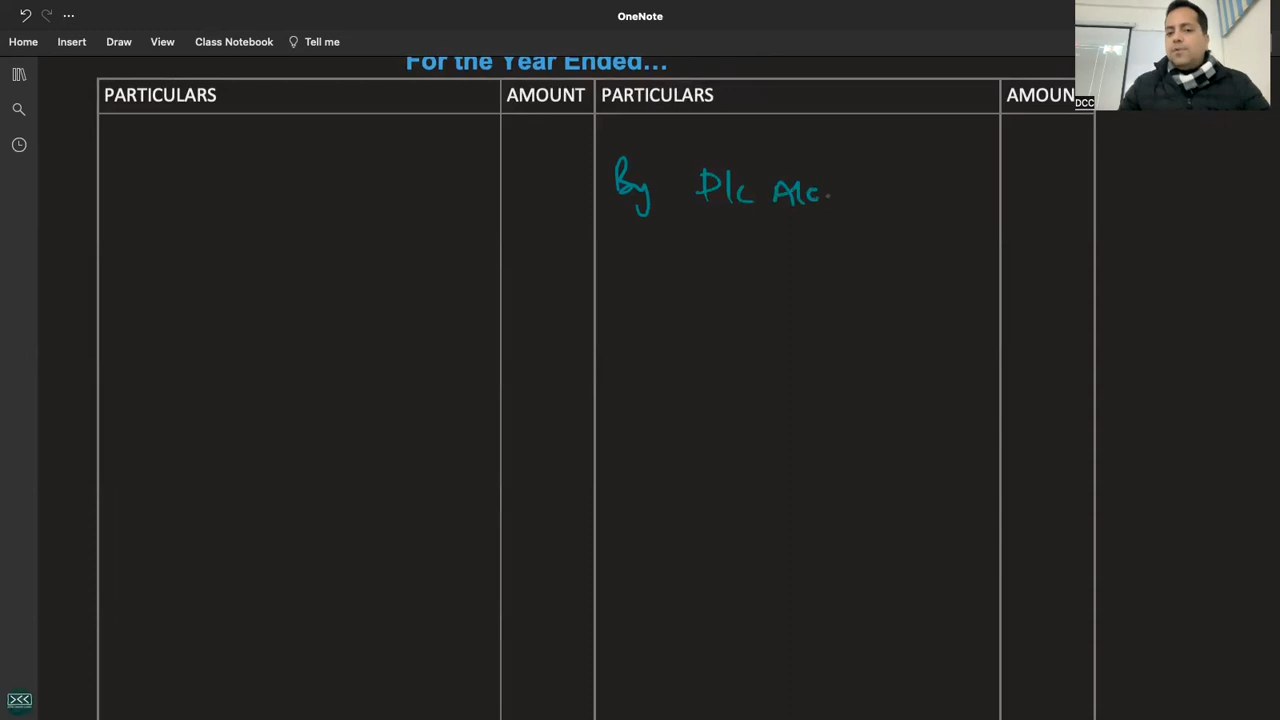 OneNote
Home Insert Draw View Class Notebook Tell me
For the Year Ended...
PARTICULARS AMOUNT PARTICULARS AMOUN
DCC
By P/c A/c